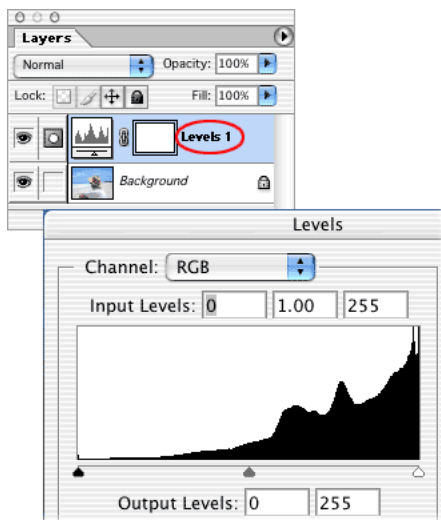 Layers
Normal Opacity: 100%
Lock: Fill: 100%
Levels 1
Background
Levels
Channel: RGB
Input Levels: 0 1.00 255
Output Levels: 0 255